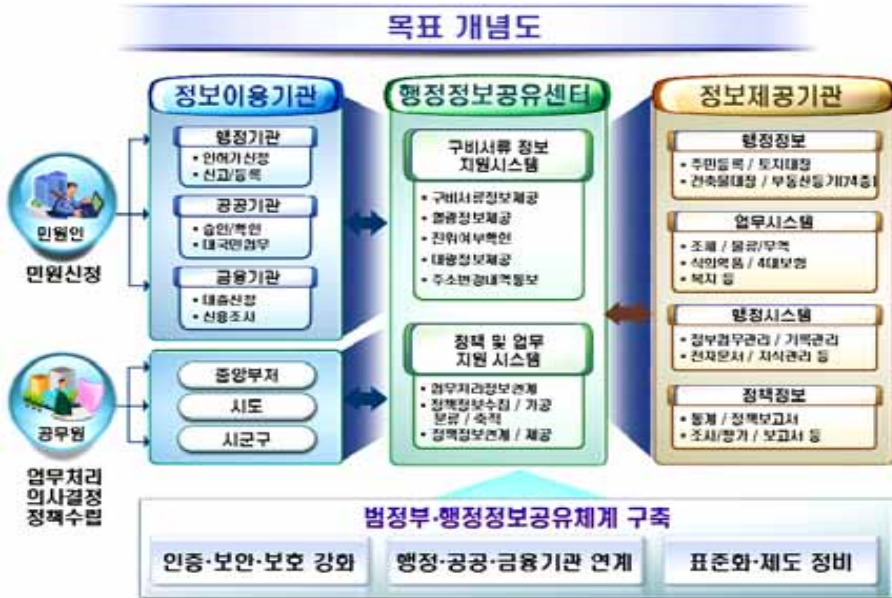 목표 개념도
정보이용기관
행정기관
• 인허가신청
• 신고/등록
공공기관
• 승인/확인
• 대국민업무
금융기관
• 대출신청
• 신용조사
중앙부처
시도
시군구
민원인
민원신청
공무원
업무처리
의사결정
정책수립
행정정보공유센터
구비서류 정보
지원시스템
• 구비서류정보제공
• 열람정보제공
• 진위여부확인
• 대량정보제공
• 주소변경내역통보
정책 및 업무
지원 시스템
• 업무처리정보연계
• 정책정보수집 / 가공
분류 / 축적
• 정책정보연계 / 제공
정보제공기관
행정정보
• 주민등록 / 토지대장
• 건축물대장 / 부동산등기(74종)
업무시스템
• 조세 / 물류/무역
• 식의약품 / 4대보험
• 복지 등
행정시스템
• 정부업무관리 / 기록관리
• 전자문서 / 지식관리 등
정책정보
• 통계 / 정책보고서
• 조사/평가 / 보고서 등
범정부·행정정보공유체계 구축
인증·보안·보호 강화
행정·공공·금융기관 연계
표준화·제도 정비